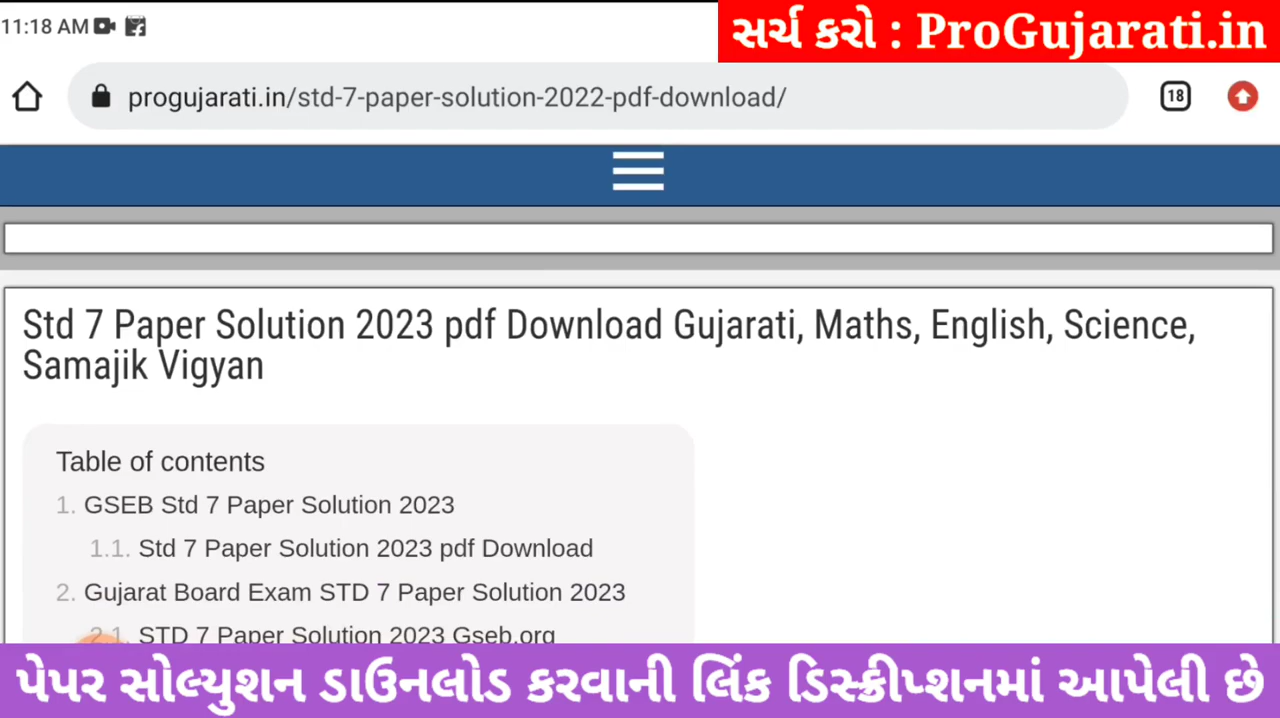 11:18 AM
સર્ચ કરો : ProGujarati.in
progujarati.in/std-7-paper-solution-2022-pdf-download/
18
Std 7 Paper Solution 2023 pdf Download Gujarati, Maths, English, Science,
Samajik Vigyan
Table of contents
1. GSEB Std 7 Paper Solution 2023
1.1. Std 7 Paper Solution 2023 pdf Download
2. Gujarat Board Exam STD 7 Paper Solution 2023
2.1. STD 7 Paper Solution 2023 Gseb.org
પેપર સોલ્યુશન ડાઉનલોડ કરવાની લિંક ડિસ્ક્રીપ્શનમાં આપેલી છે